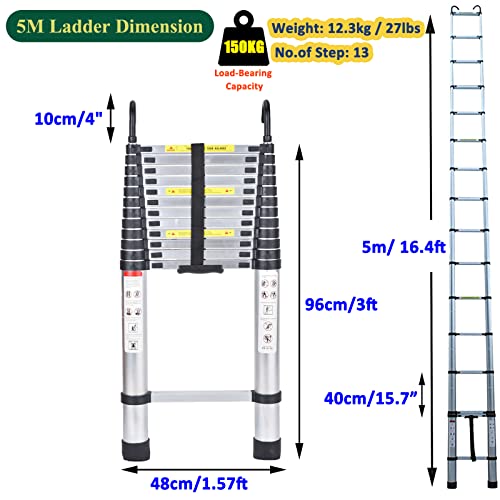 5M Ladder Dimension
150KG
Load-Bearing
Capacity
Weight: 12.3kg / 27lbs
No.of Step: 13
10cm/4"
5m/ 16.4ft
96cm/3ft
40cm/15.7”
48cm/1.57ft